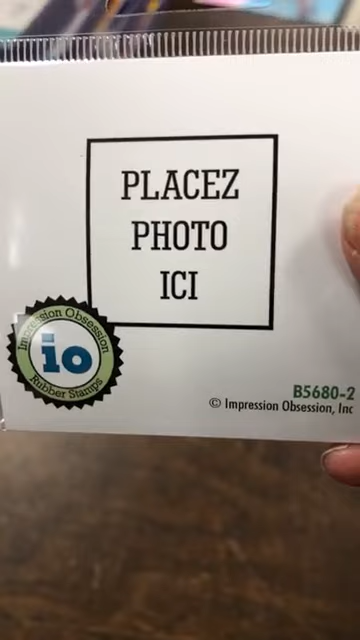 PLACEZ
PHOTO
ICI
Impression Obsession
io
Rubber Stamps
B5680-2
© Impression Obsession, Inc